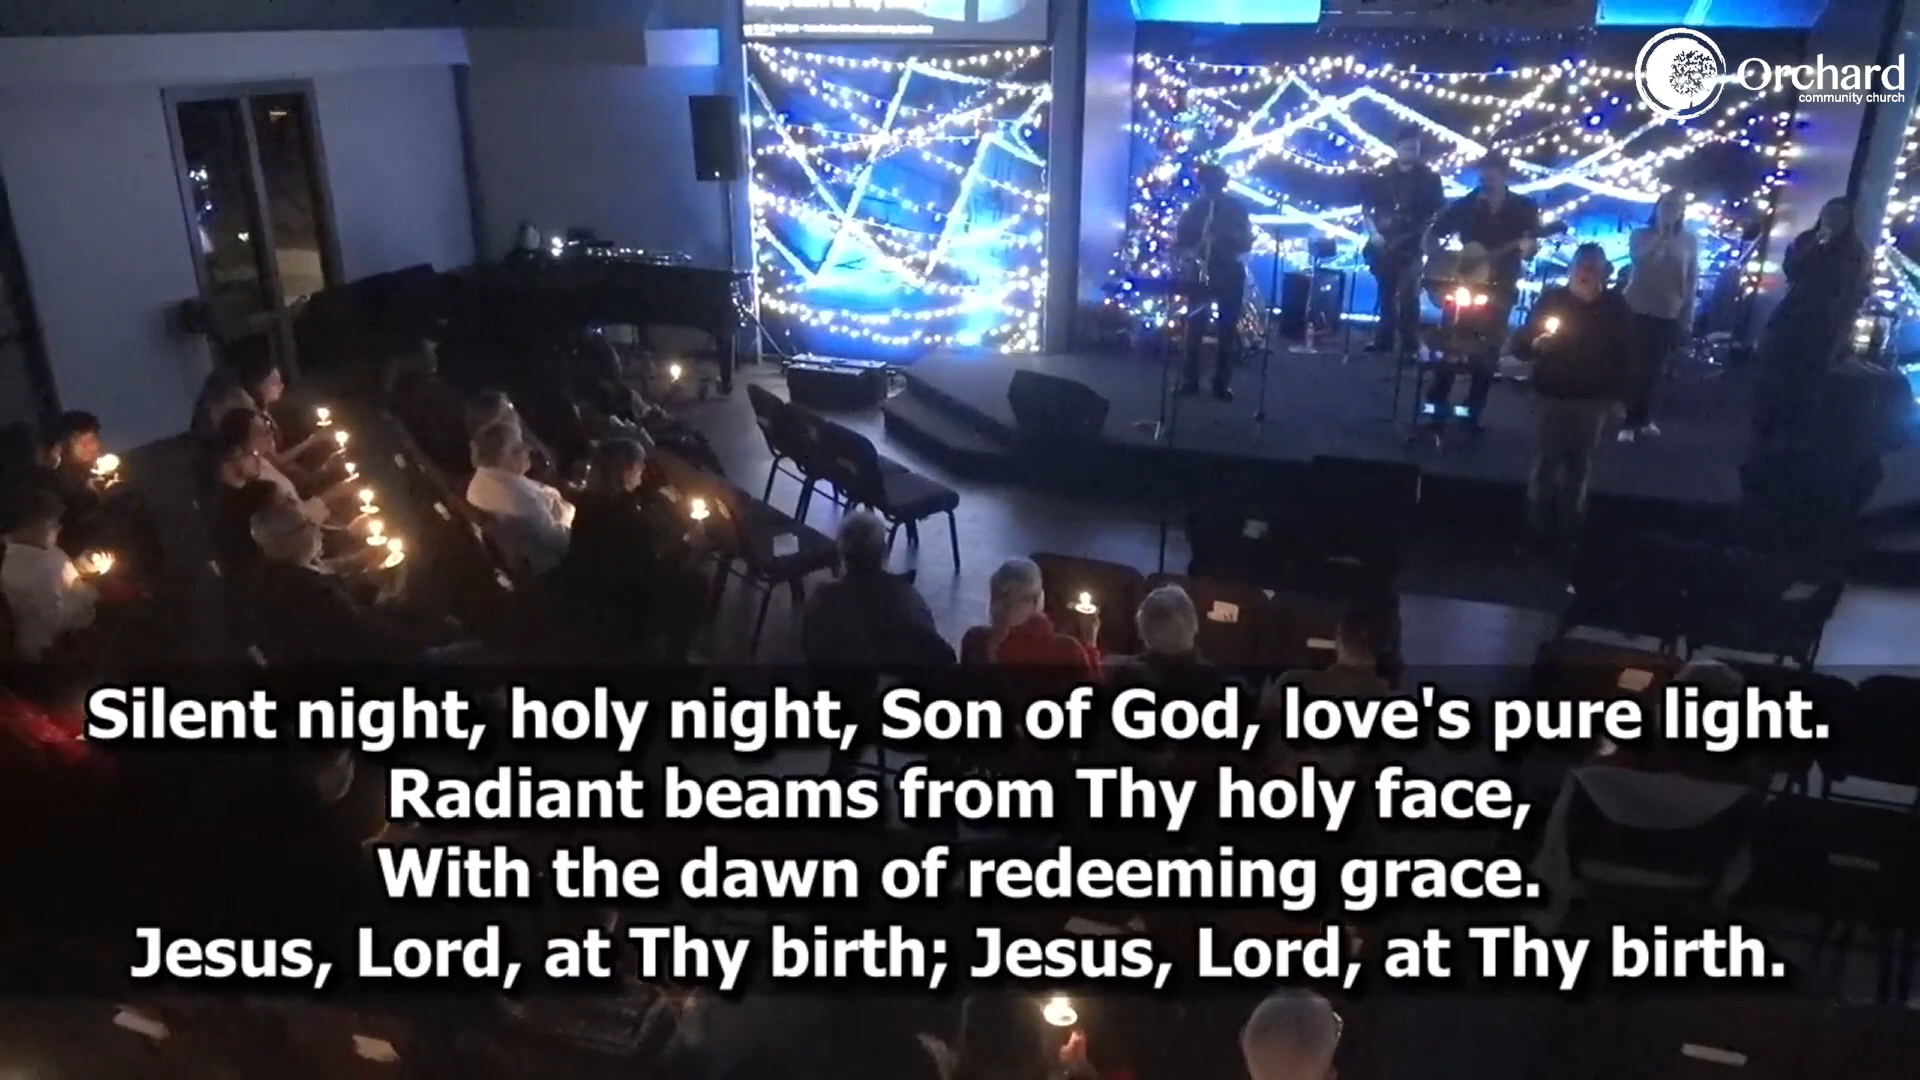 Orchard
community church
Silent night, holy night, Son of God, love's pure light.
Radiant beams from Thy holy face,
With the dawn of redeeming grace.
Jesus, Lord, at Thy birth; Jesus, Lord, at Thy birth.